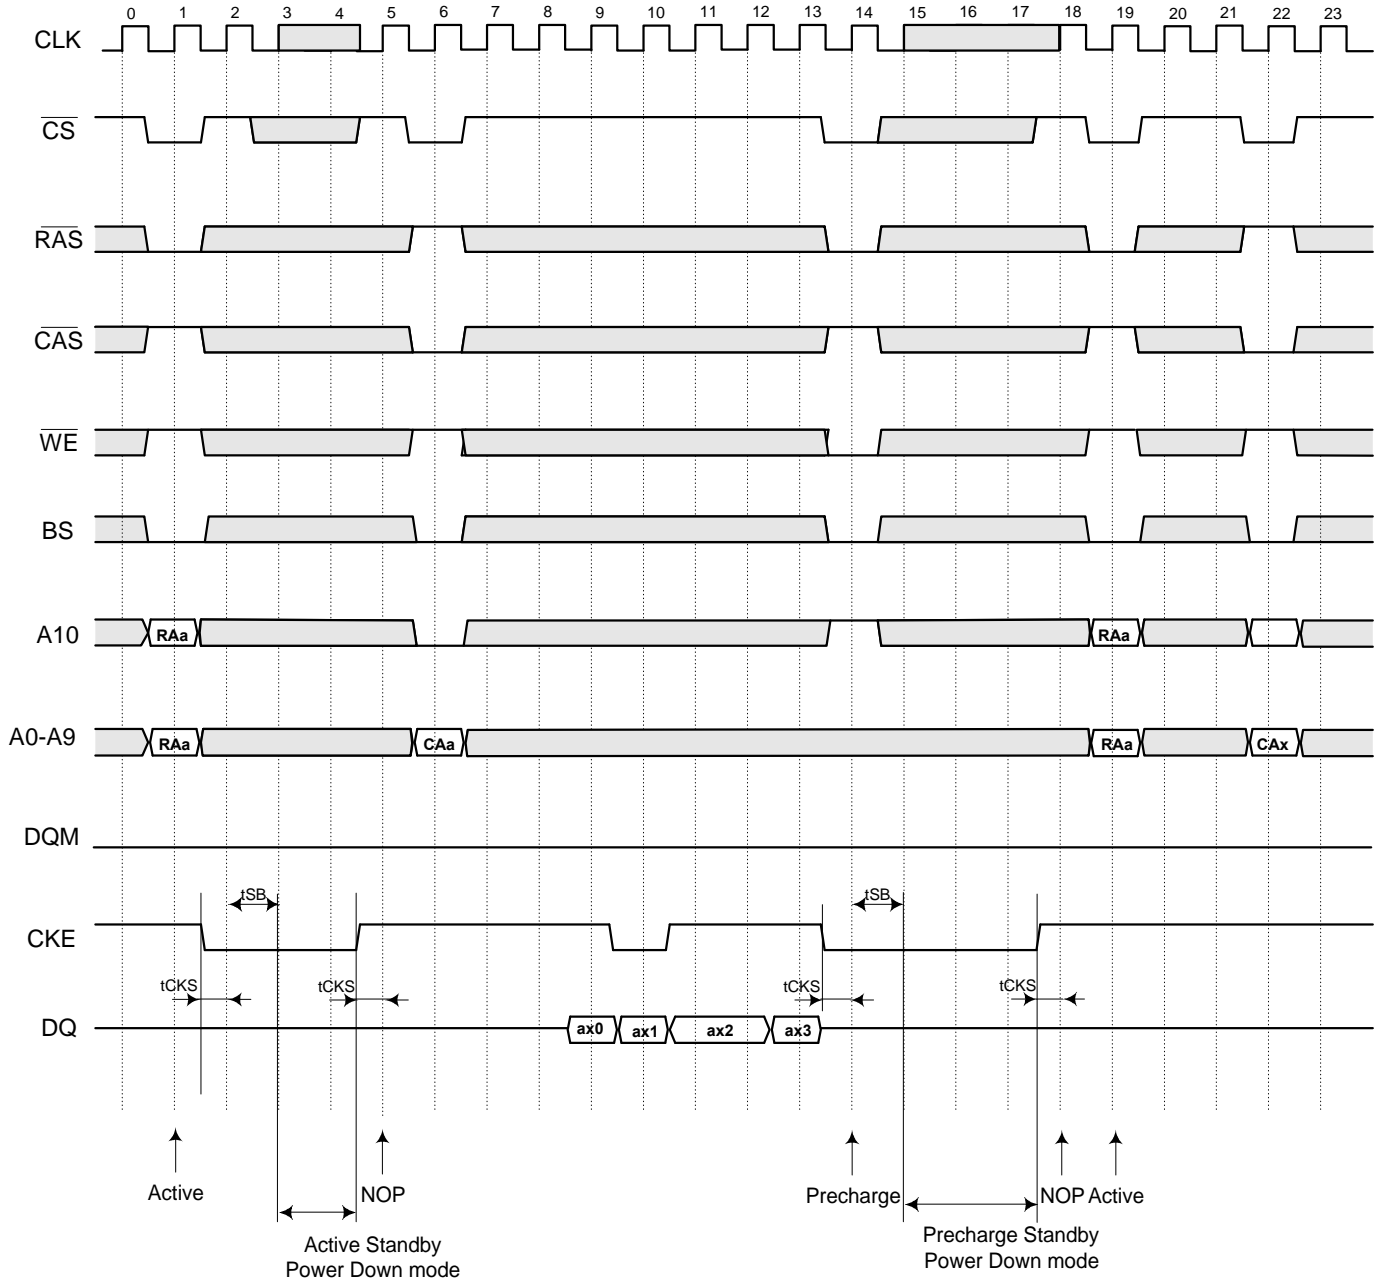 0 1 2 3 4 5 6 7 8 9 10 11 12 13 14 15 16 17 18 19 20 21 22 23
CLK
CS
RAS
CAS
WE
BS
A10 RAa RAa
A0-A9 RAa CAa RAa CAx
DQM
tSB tSB
CKE
tCKS tCKS tCKS tCKS
DQ ax0 ax1 ax2 ax3
Active NOP Precharge NOP Active
Active Standby
Power Down mode
Precharge Standby
Power Down mode